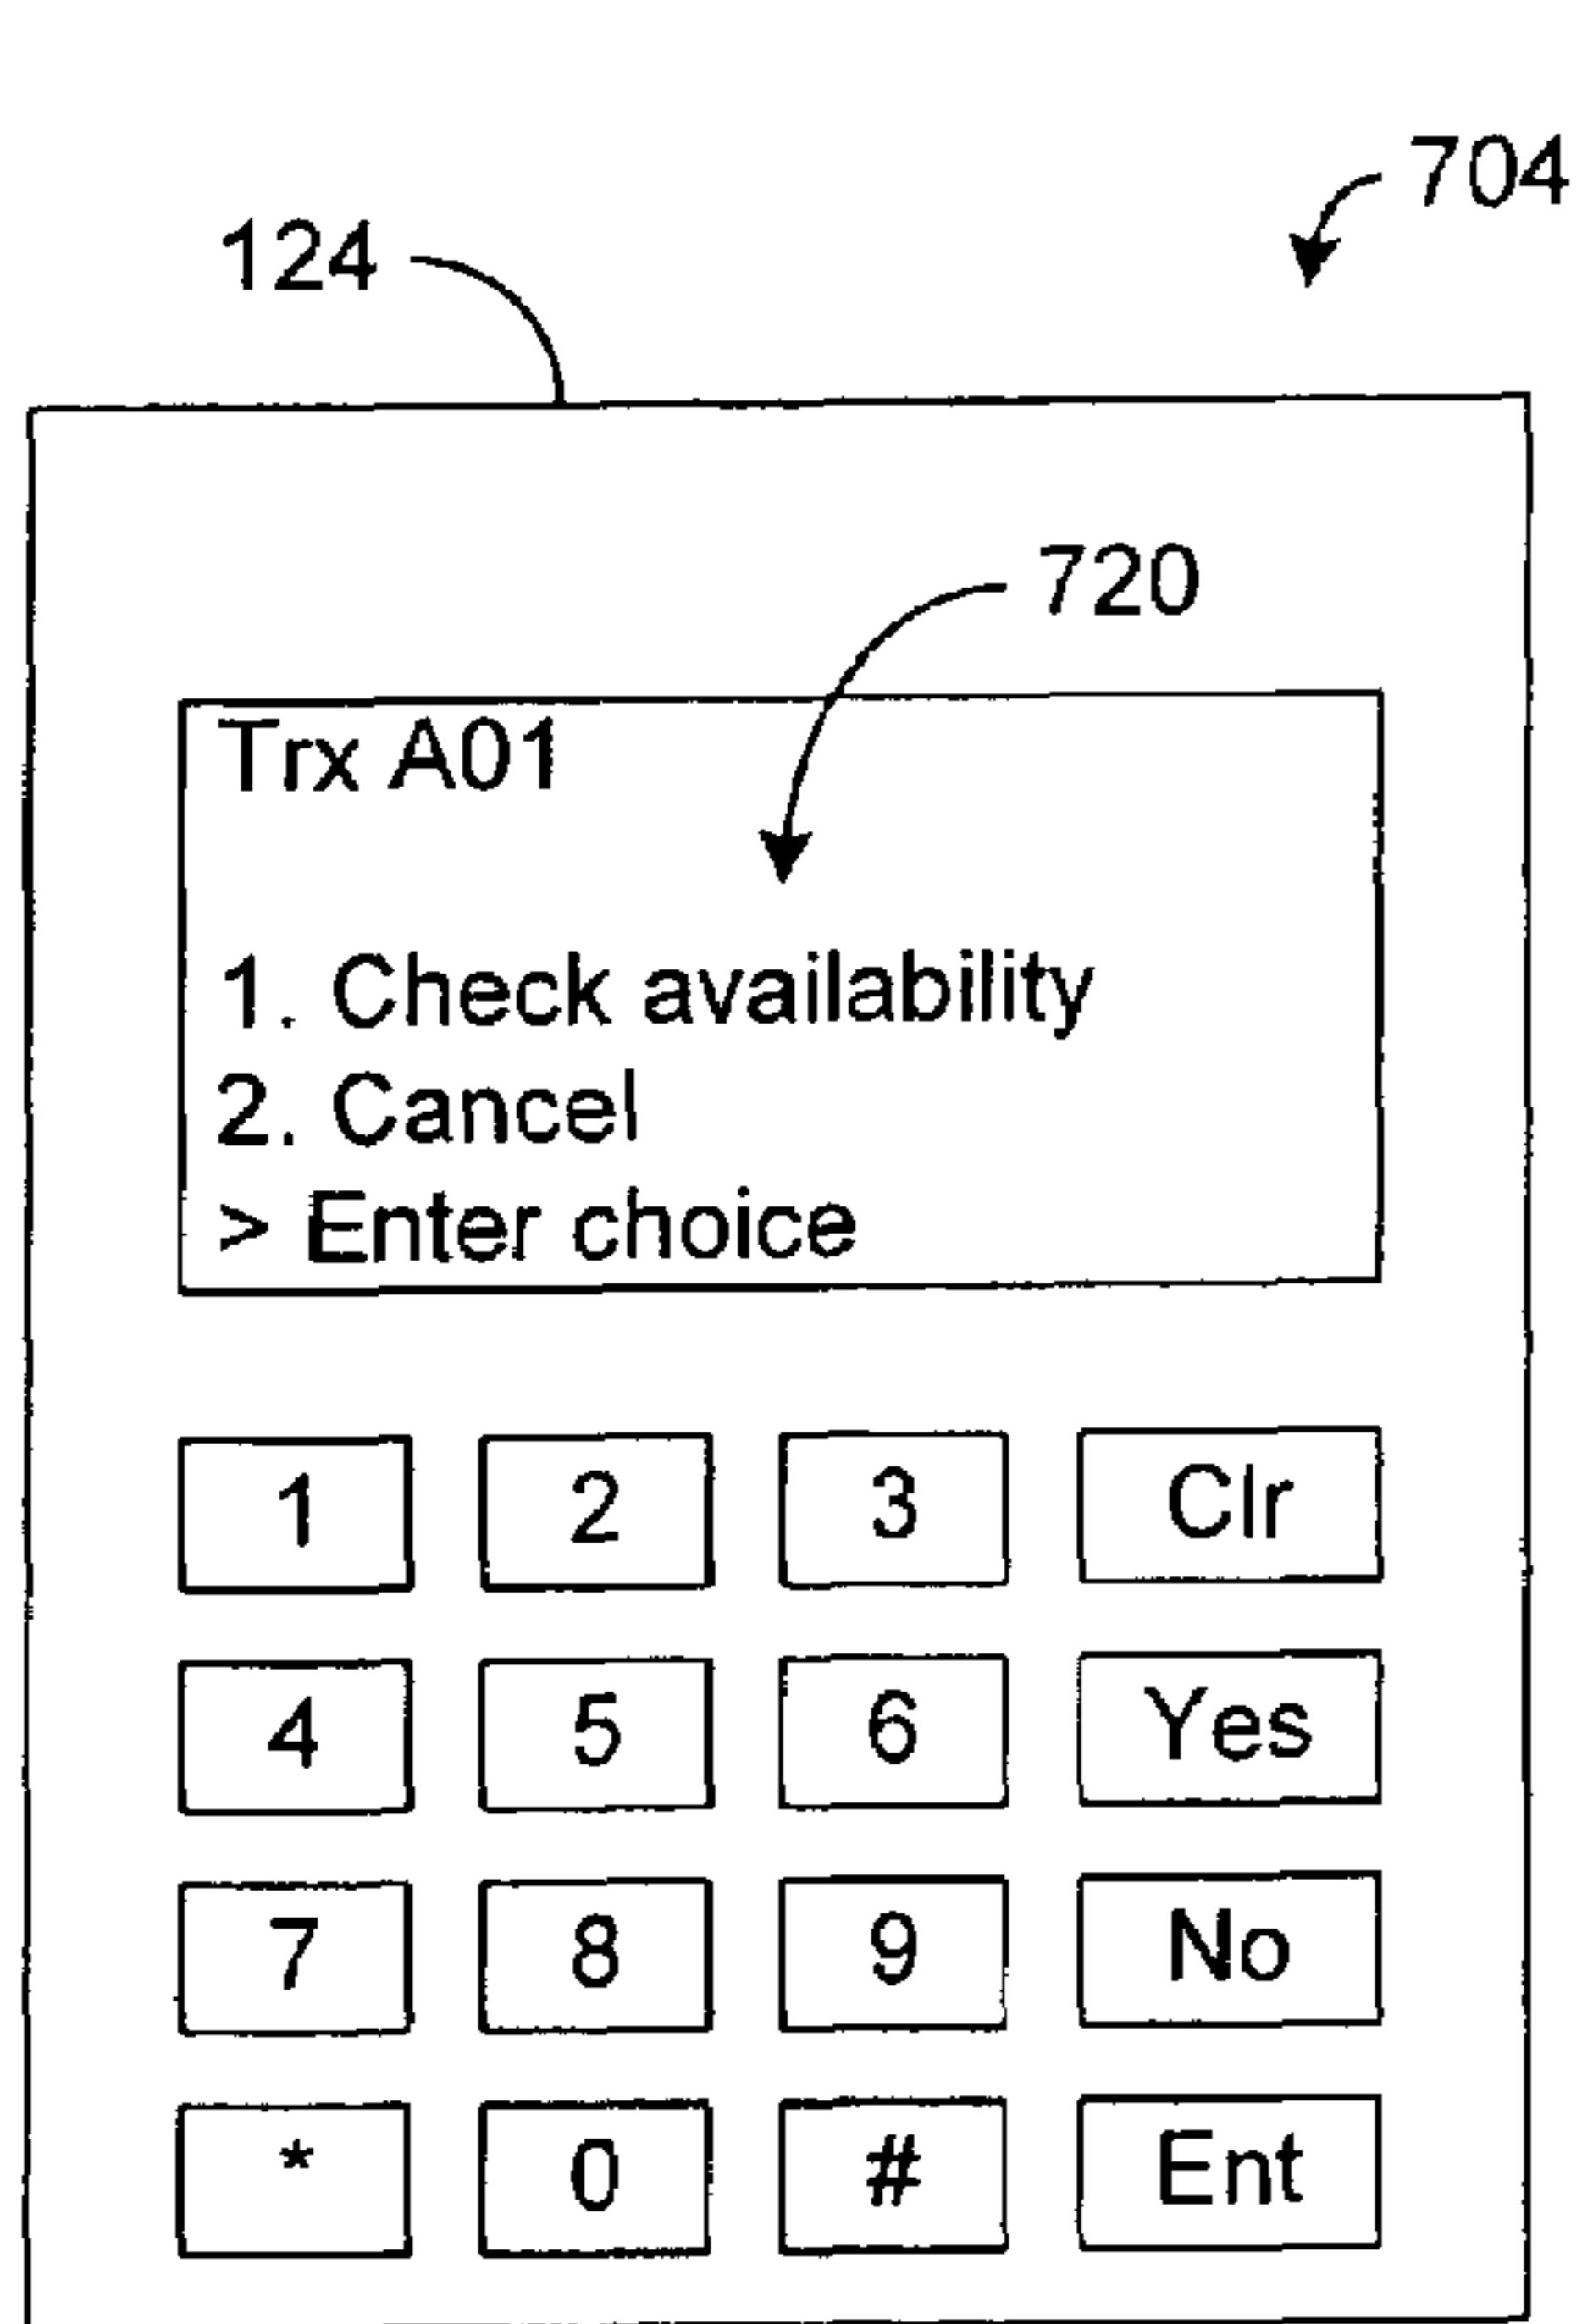 704
124
720
Trx A01
1. Check availability
2. Cancel
> Enter choice
1 2 3 Clr
4 5 6 Yes
7 8 9 No
* 0 # Ent